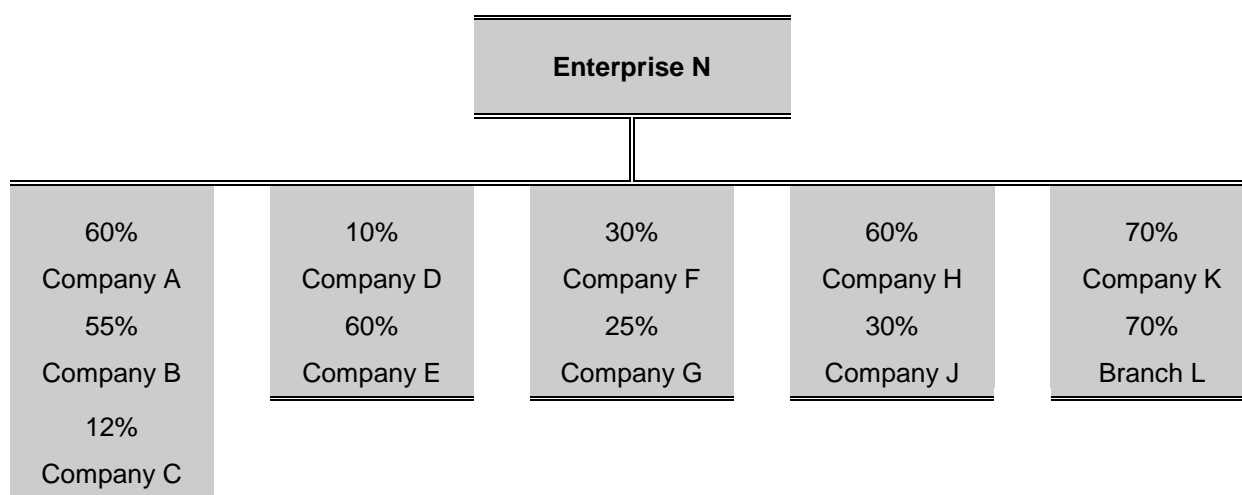 Enterprise N
60%
Company A
55%
Company B
12%
Company C
10%
Company D
60%
Company E
30%
Company F
25%
Company G
60%
Company H
30%
Company J
70%
Company K
70%
Branch L